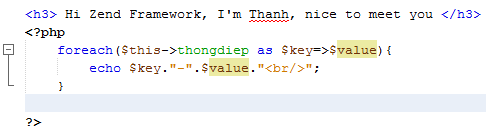 <h3> Hi Zend Framework, I'm Thanh, nice to meet you </h3>
<?php
foreach($this->thongdiep as $key=>$value){
echo $key."-".$value."<br/>";
}
?>